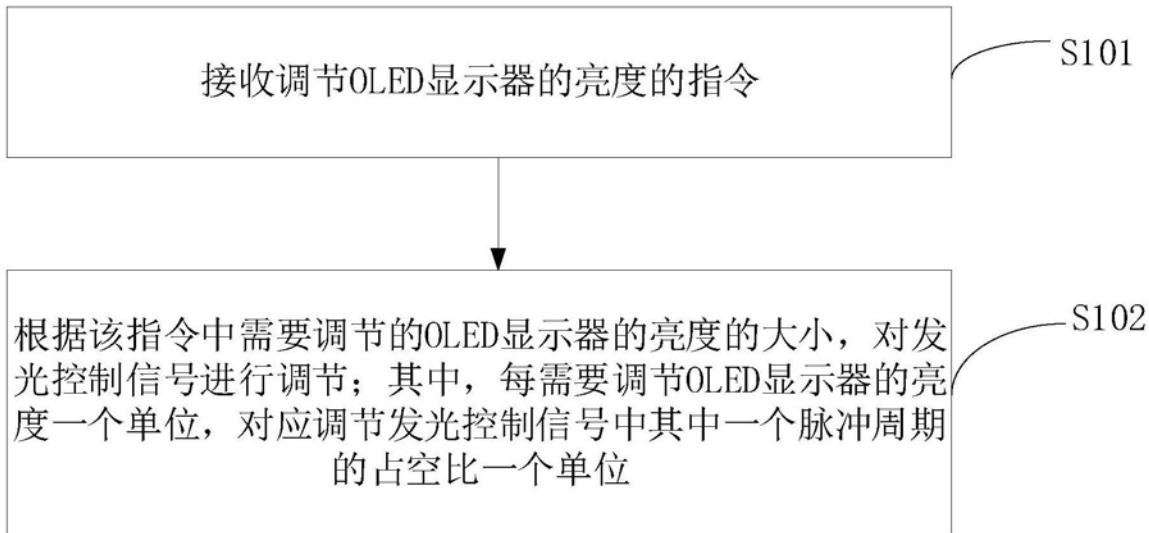 接收调节OLED显示器的亮度的指令
S101
根据该指令中需要调节的OLED显示器的亮度的大小，对发
光控制信号进行调节；其中，每需要调节OLED显示器的亮
度一个单位，对应调节发光控制信号中其中一个脉冲周期
的占空比一个单位
S102